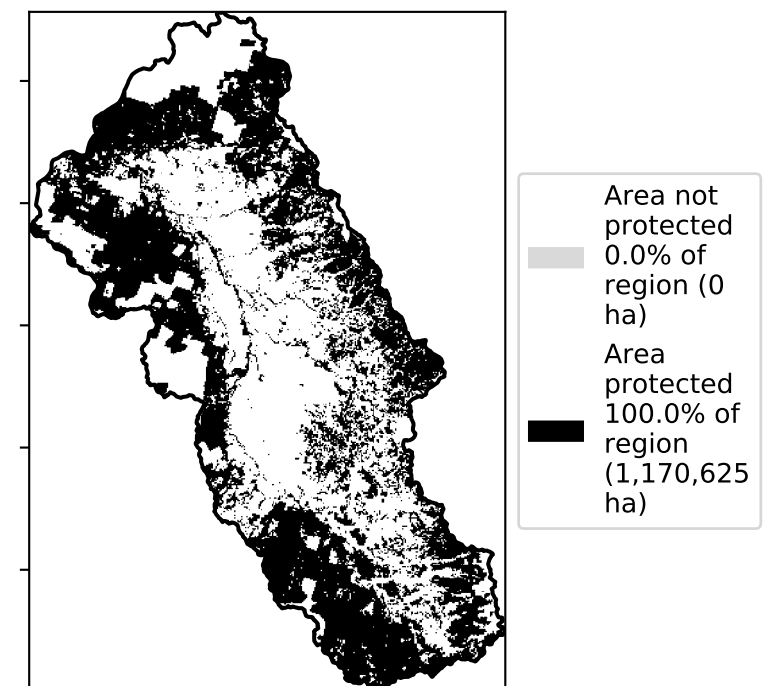 Area not
protected
0.0% of
region (0
ha)
Area
protected
100.0% of
region
(1,170,625
ha)